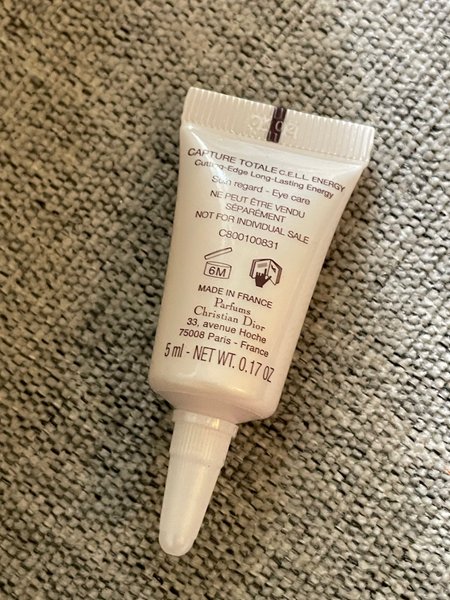 CAPTURE TOTALE C.E.L.L. ENERGY
Cutting-Edge Long-Lasting Energy
Soin regard - Eye care
NE PEUT ÊTRE VENDU
SÉPARÉMENT
NOT FOR INDIVIDUAL SALE
C800100831
6M
MADE IN FRANCE
Parfums
Christian Dior
33, avenue Hoche
75008 Paris - France
5 ml - NET WT. 0.17 OZ